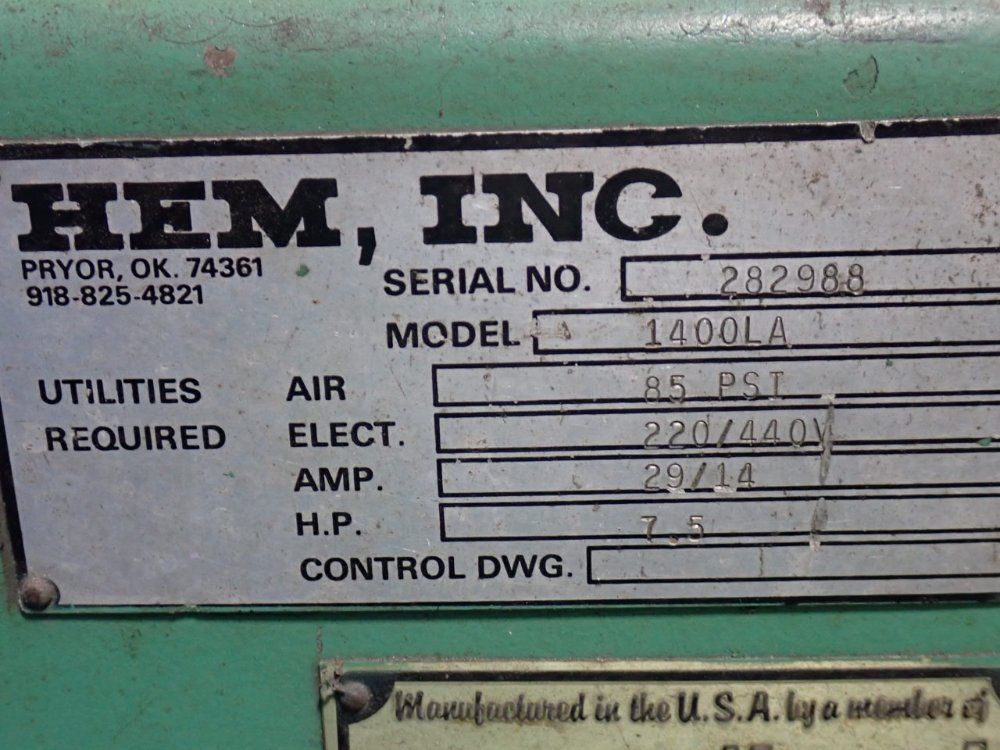 HEM, INC.
PRYOR, OK. 74361
918-825-4821
SERIAL NO. 282988
MODEL 1400LA
UTILITIES AIR 85 PSI
REQUIRED ELECT. 220/440V
AMP. 29/14
H.P. 7.5
CONTROL DWG.
Manufactured in the U.S.A. by a member of